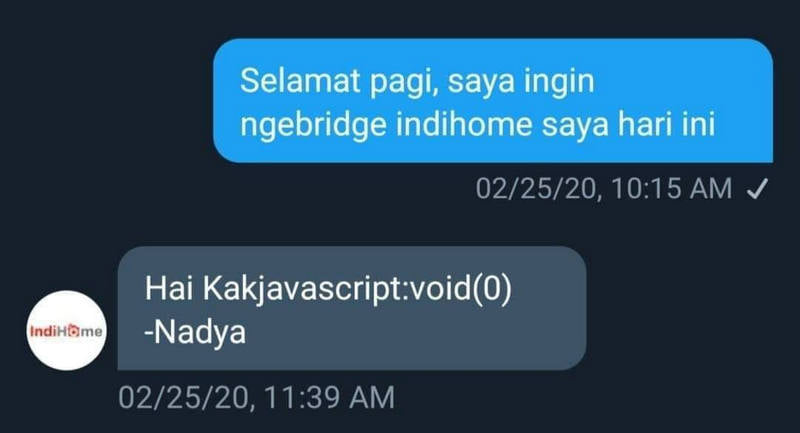 Selamat pagi, saya ingin
ngebridge indihome saya hari ini
02/25/20, 10:15 AM
Hai Kakjavascript:void(0)
-Nadya
IndiHome
02/25/20, 11:39 AM